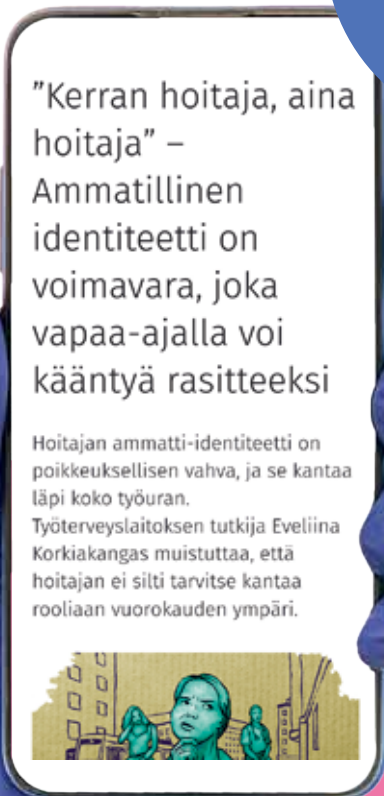 ”Kerran hoitaja, aina
hoitaja” –
Ammatillinen
identiteetti on
voimavara, joka
vapaa-ajalla voi
kääntyä rasitteeksi
Hoitajan ammatti-identiteetti on
poikkeuksellisen vahva, ja se kantaa
läpi koko työuran.
Työterveyslaitoksen tutkija Eveliina
Korkiakangas muistuttaa, että
hoitajan ei silti tarvitse kantaa
rooliaan vuorokauden ympäri.